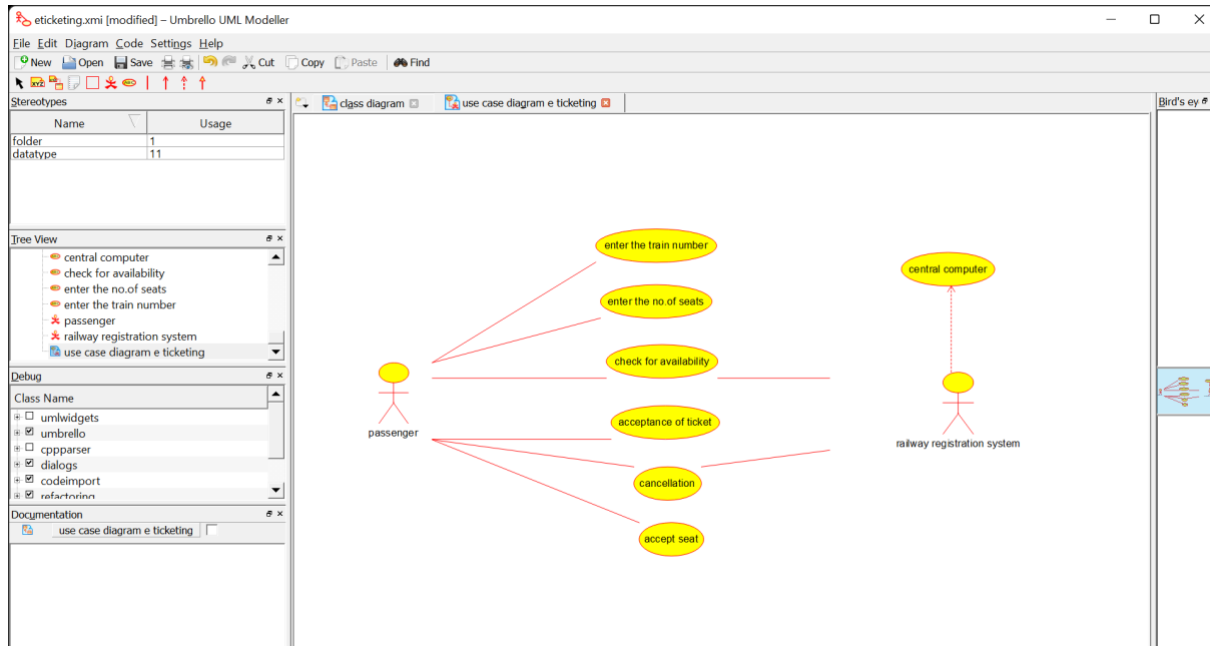 eticketing.xmi [modified] – Umbrello UML Modeller
File Edit Diagram Code Settings Help
New Open Save Cut Copy Paste Find
XYZ
Stereotypes
Name Usage
folder 1
datatype 11
Tree View
central computer
check for availability
enter the no.of seats
enter the train number
passenger
railway registration system
use case diagram e ticketing
Debug
Class Name
umlwidgets
umbrello
cppparser
dialogs
codeimport
refactoring
Documentation
use case diagram e ticketing
class diagram use case diagram e ticketing
enter the train number
central computer
enter the no.of seats
check for availability
acceptance of ticket
passenger
railway registration system
cancellation
accept seat
Bird's ey